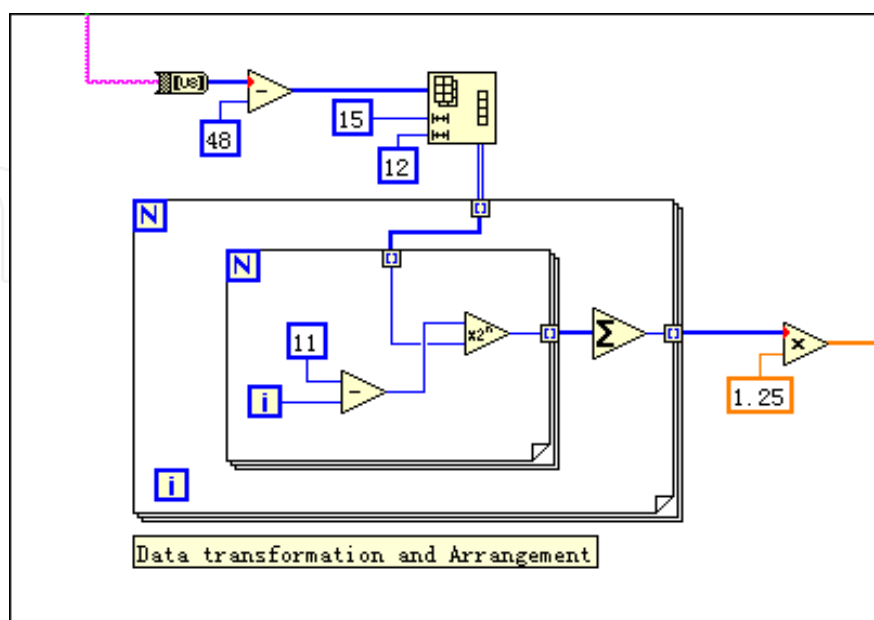 [U8]
-
48
15
12
N
N
11
x2ⁿ
Σ
×
-
i
1.25
i
Data transformation and Arrangement